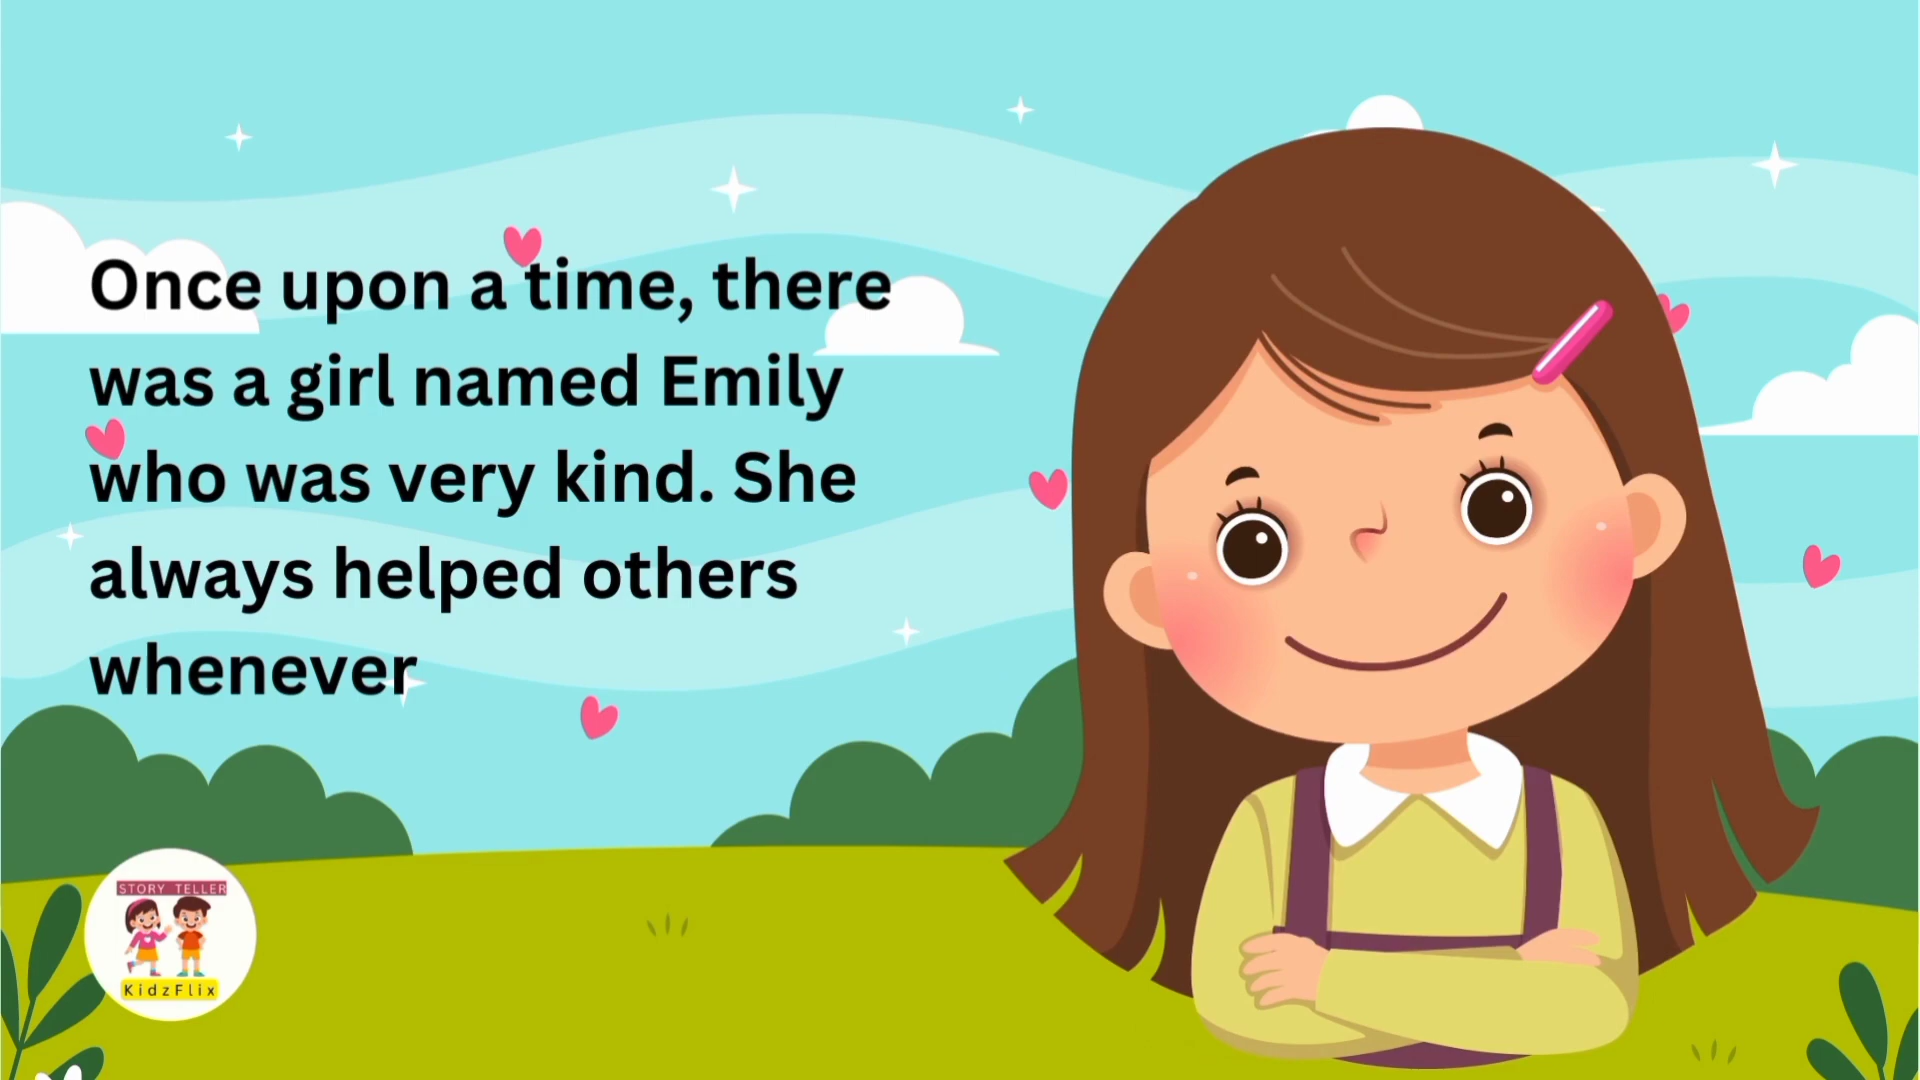 Once upon a time, there
was a girl named Emily
who was very kind. She
always helped others
whenever
STORY TELLER
KidzFlix